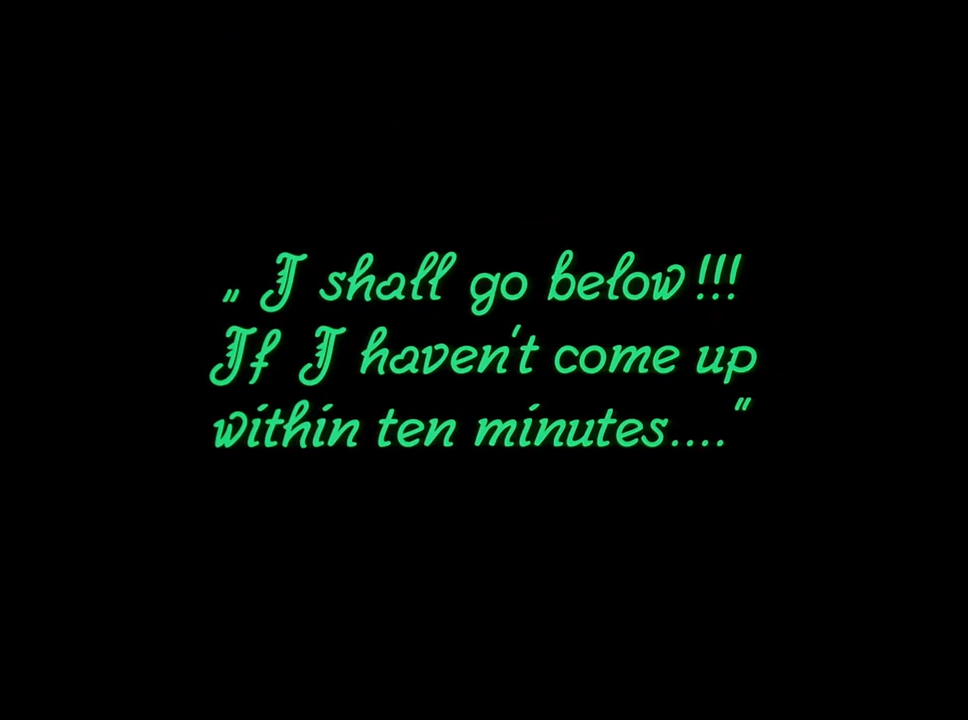 „I shall go below!!!
If I haven't come up
within ten minutes...."